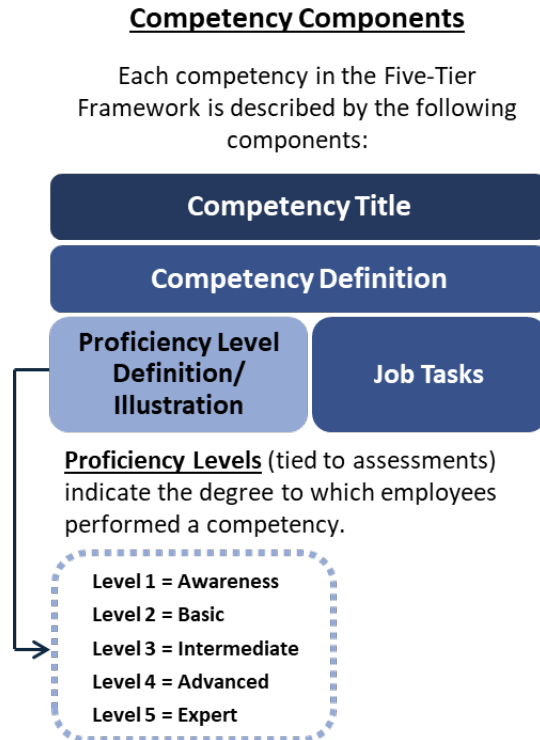 Competency Components
Each competency in the Five-Tier
Framework is described by the following
components:
Competency Title
Competency Definition
Proficiency Level
Definition/
Illustration
Job Tasks
Proficiency Levels (tied to assessments)
indicate the degree to which employees
performed a competency.
Level 1 = Awareness
Level 2 = Basic
Level 3 = Intermediate
Level 4 = Advanced
Level 5 = Expert